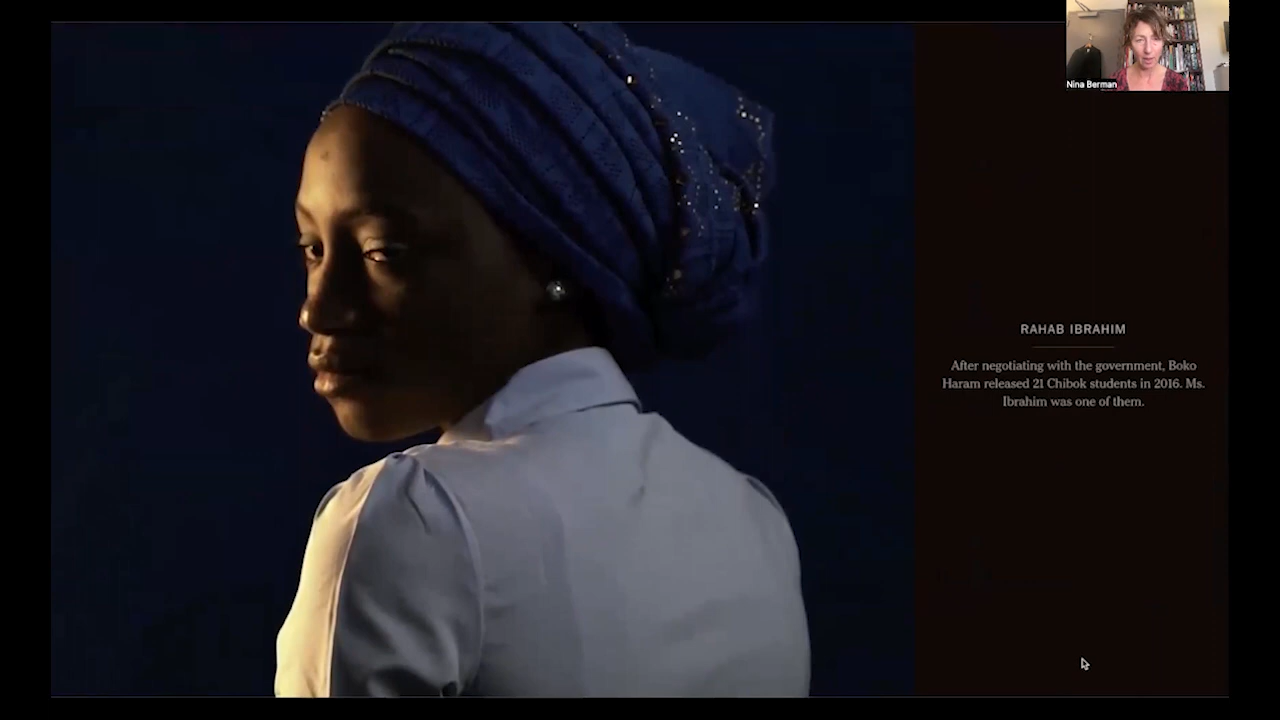 Nina Berman
RAHAB IBRAHIM
After negotiating with the government, Boko
Haram released 21 Chibok students in 2016. Ms.
Ibrahim was one of them.